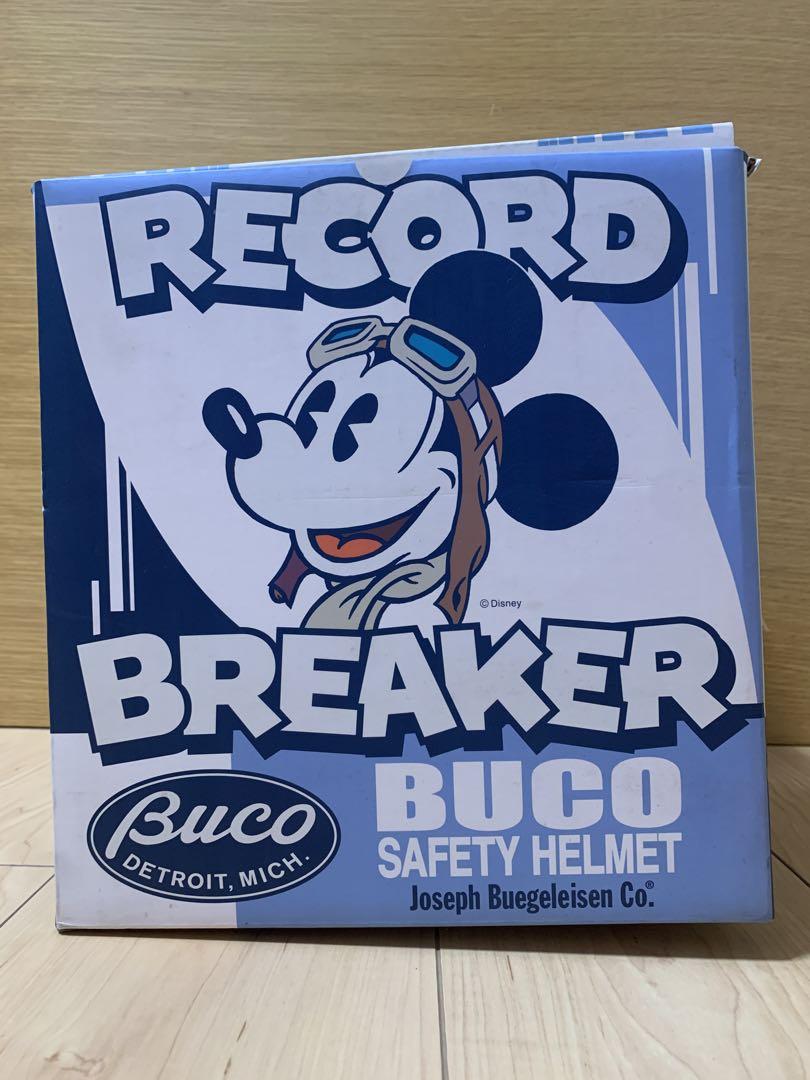 RECORD
© Disney
BREAKER
Buco
DETROIT, MICH.
BUCO
SAFETY HELMET
Joseph Buegeleisen Co.®